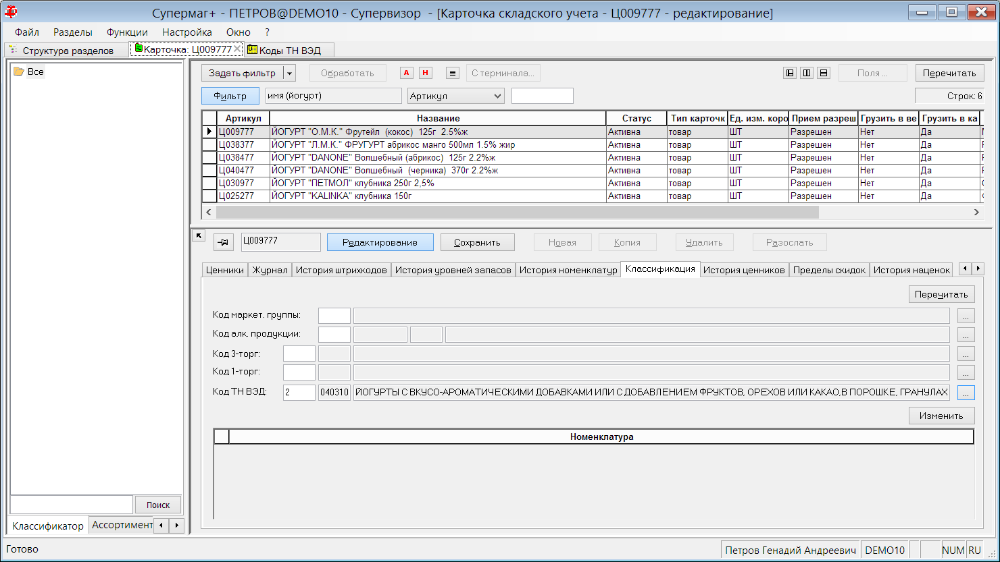 Супермаг+ - ПЕТРОВ@DEMO10 - Супервизор - [Карточка складского учета - Ц009777 - редактирование]
Файл Разделы Функции Настройка Окно ?
Структура разделов Карточка: Ц009777 Коды ТН ВЭД
Все
Задать фильтр Обработать А Н С терминала... Поля ... Перечитать
Фильтр имя (йогурт) Артикул Строк: 6
Артикул Название Статус Тип карточк Ед. изм. коро Прием разреш Грузить в ве Грузить в ка
Ц009777 ЙОГУРТ "О.М.К." Фрутейл (кокос) 125г 2.5%ж Активна товар ШТ Разрешен Нет Да
Ц038377 ЙОГУРТ "Л.М.К." ФРУГУРТ абрикос манго 500мл 1.5% жир Активна товар ШТ Разрешен Нет Да
Ц038477 ЙОГУРТ "DANONE" Волшебный (абрикос) 125г 2.2%ж Активна товар ШТ Разрешен Нет Да
Ц040477 ЙОГУРТ "DANONE" Волшебный (черника) 370г 2.2%ж Активна товар ШТ Разрешен Нет Да
Ц030977 ЙОГУРТ "ПЕТМОЛ" клубника 250г 2,5% Активна товар ШТ Разрешен Нет Да
Ц025277 ЙОГУРТ "KALINKA" клубника 150г Активна товар ШТ Разрешен Нет Да
Ц009777 Редактирование Сохранить Новая Копия Удалить Разослать
Ценники Журнал История штрихкодов История уровней запасов История номенклатур Классификация История ценников Пределы скидок История наценок
Перечитать
Код маркет. группы: ...
Код алк. продукции: ...
Код 3-торг: ...
Код 1-торг: ...
Код ТН ВЭД: 2 040310 ЙОГУРТЫ С ВКУСО-АРОМАТИЧЕСКИМИ ДОБАВКАМИ ИЛИ С ДОБАВЛЕНИЕМ ФРУКТОВ, ОРЕХОВ ИЛИ КАКАО,В ПОРОШКЕ, ГРАНУЛАХ ...
Изменить
Номенклатура
Поиск
Классификатор Ассортимент
Готово Петров Генадий Андреевич DEMO10 NUM RU